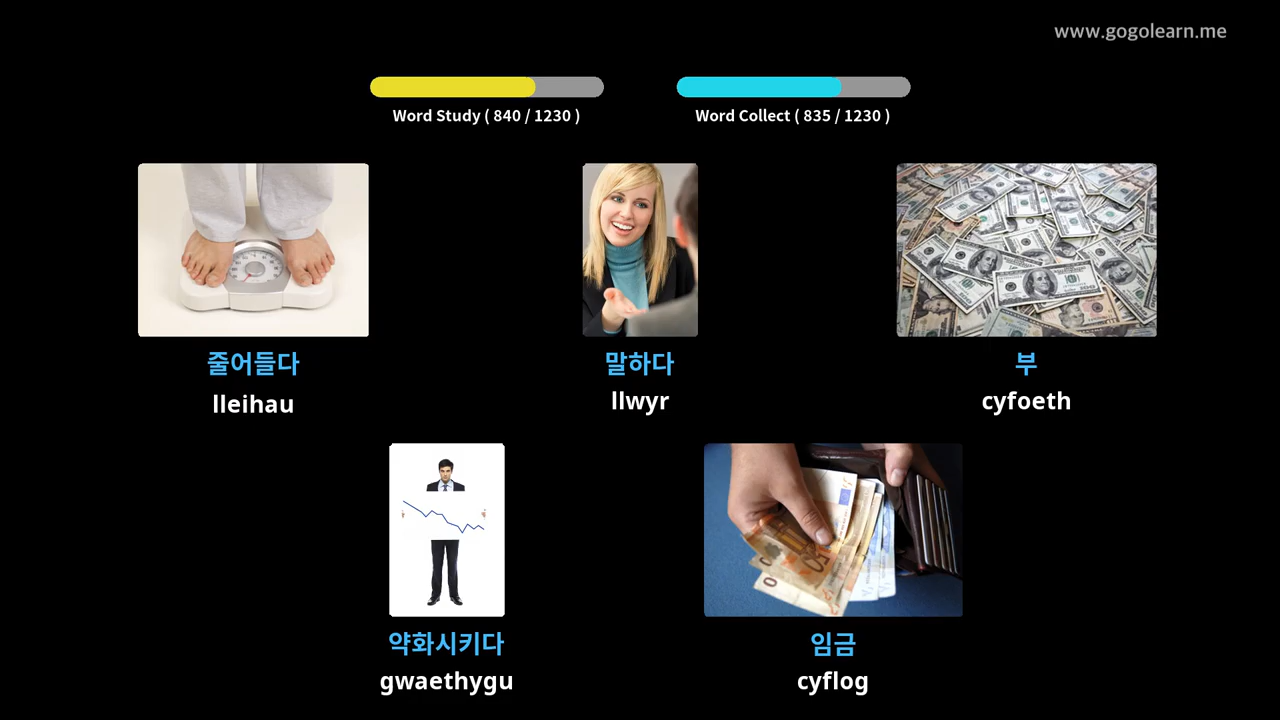 www.gogolearn.me
Word Study ( 840 / 1230 )
Word Collect ( 835 / 1230 )
줄어들다
lleihau
말하다
llwyr
부
cyfoeth
약화시키다
gwaethygu
임금
cyflog